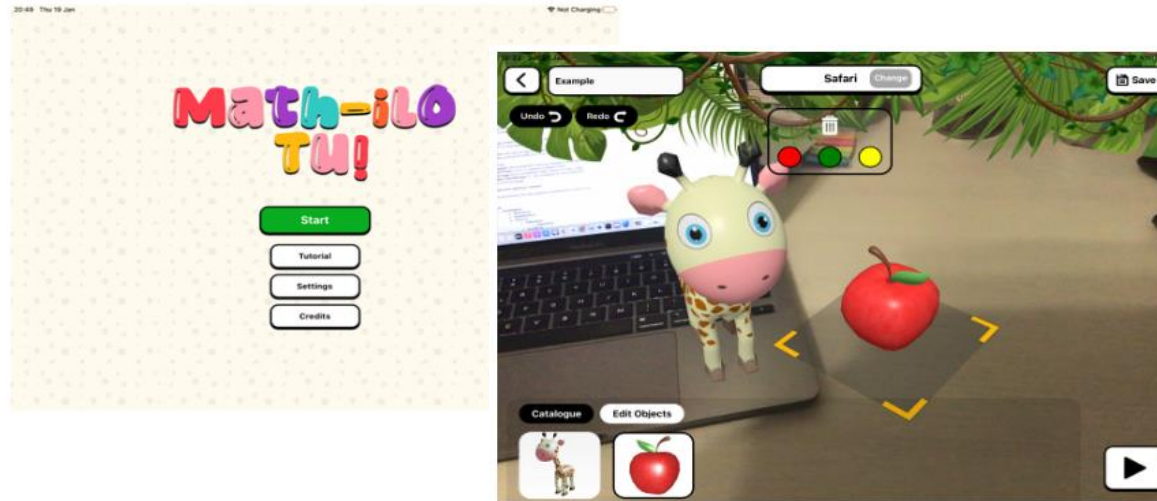 20:49 Thu 19 Jan
Not Charging
Math-ilo
Tu!
Start
Tutorial
Settings
Credits
Example
Safari
Change
Save
Undo
Redo
Catalogue
Edit Objects